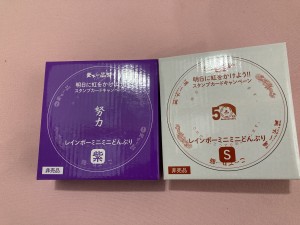 明日に虹をかけよう!!
スタンプカードキャンペーン
努力
レインボーミニミニどんぶり
紫
非売品
明日に虹をかけよう!!
スタンプカードキャンペーン
50
レインボーミニミニどんぶり
S
非売品